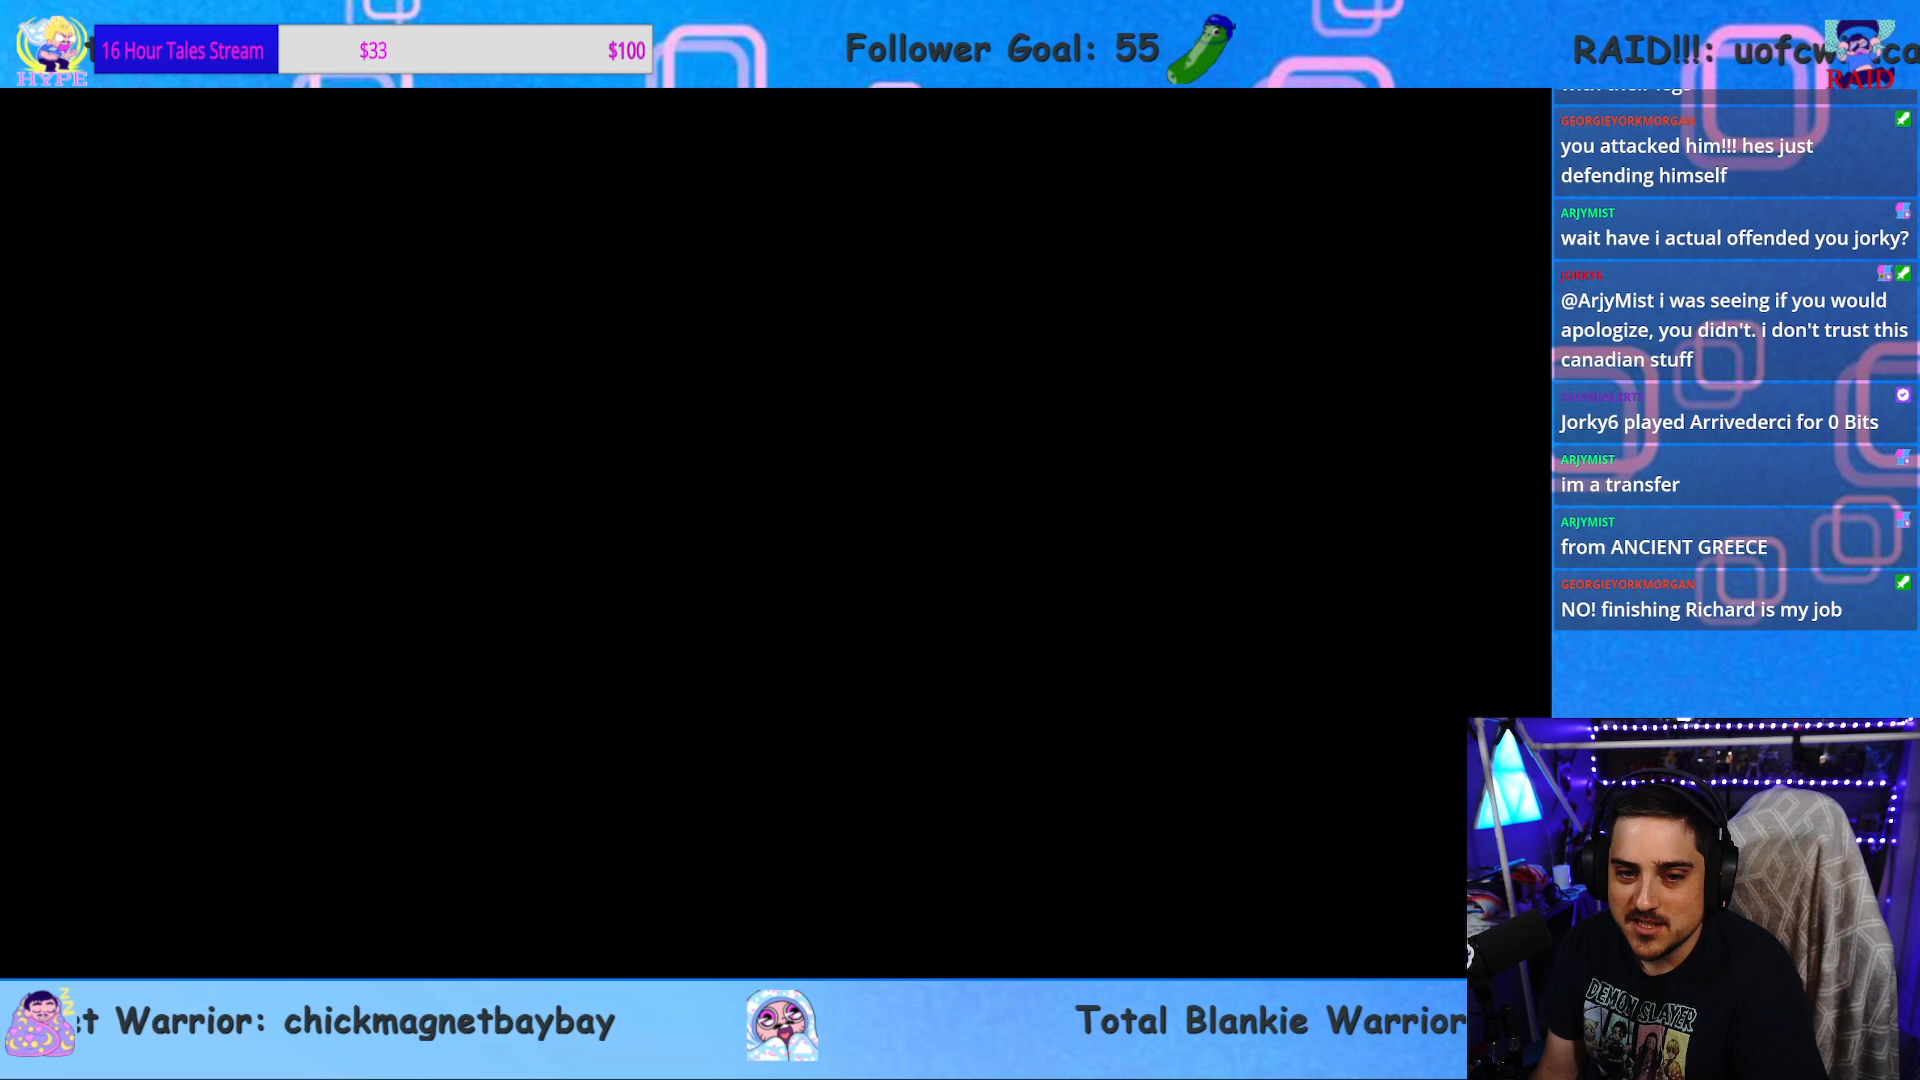 HYPE
16 Hour Tales Stream $33 $100
Follower Goal: 55
RAID!!!:
RAID
GEORGIEYORKMORGAN
you attacked him!!! hes just
defending himself
ARJYMIST
wait have i actual offended you jorky?
JORKY6
@ArjyMist i was seeing if you would
apologize, you didn't. i don't trust this
canadian stuff
Jorky6 played Arrivederci for 0 Bits
ARJYMIST
im a transfer
ARJYMIST
from ANCIENT GREECE
GEORGIEYORKMORGAN
NO! finishing Richard is my job
DEMON SLAYER
Warrior: chickmagnetbaybay
Total Blankie Warrior